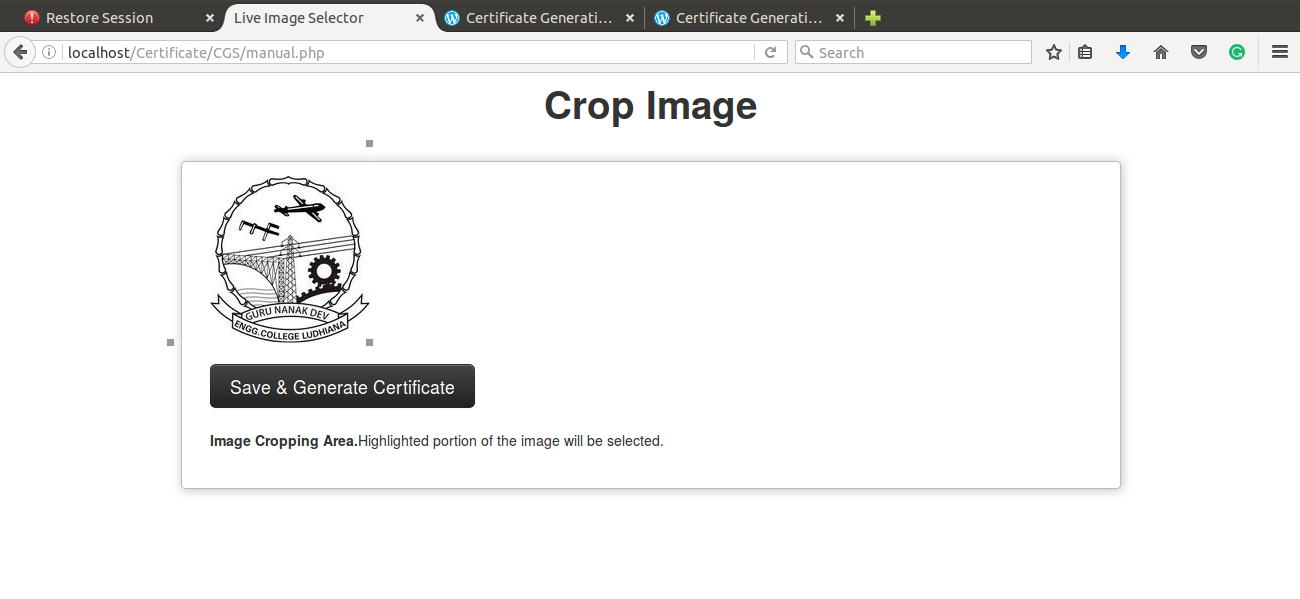 Restore Session
Live Image Selector
Certificate Generati...
Certificate Generati...
localhost/Certificate/CGS/manual.php
Search
Crop Image
GURU NANAK DEV
ENGG.COLLEGE LUDHIANA
Save & Generate Certificate
Image Cropping Area.Highlighted portion of the image will be selected.